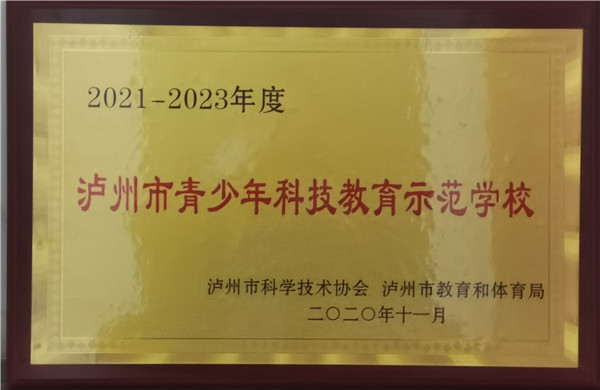 2021-2023年度
泸州市青少年科技教育示范学校
泸州市科学技术协会 泸州市教育和体育局
二〇二〇年十一月